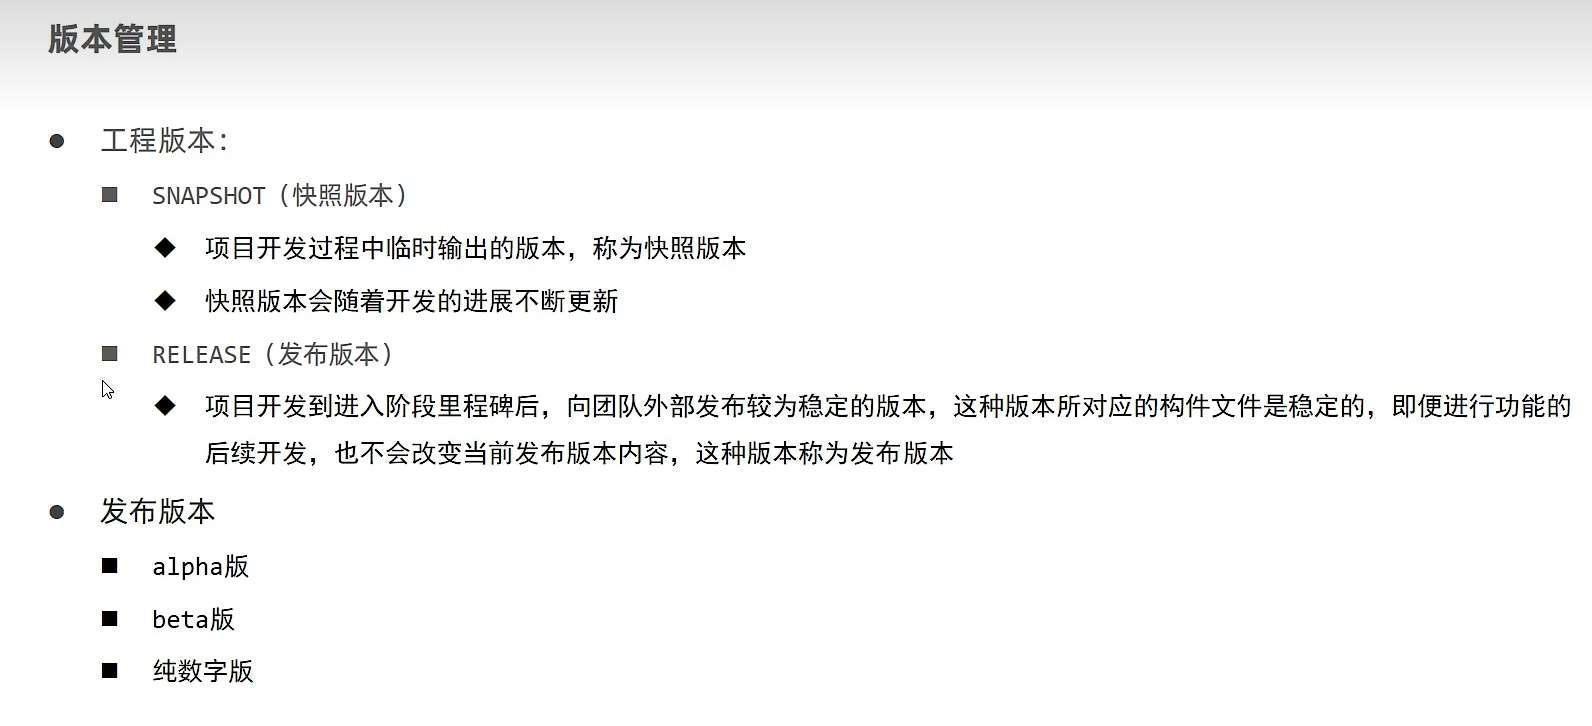 版本管理
工程版本：
SNAPSHOT（快照版本）
项目开发过程中临时输出的版本，称为快照版本
快照版本会随着开发的进展不断更新
RELEASE（发布版本）
项目开发到进入阶段里程碑后，向团队外部发布较为稳定的版本，这种版本所对应的构件文件是稳定的，即便进行功能的
后续开发，也不会改变当前发布版本内容，这种版本称为发布版本
发布版本
alpha版
beta版
纯数字版